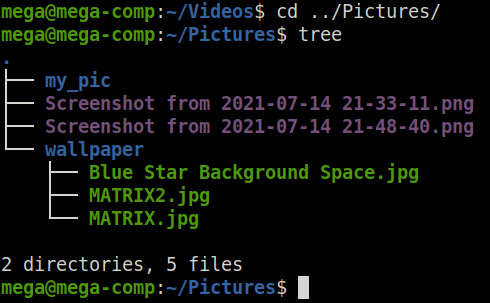 mega@mega-comp:~/Videos$ cd ../Pictures/
mega@mega-comp:~/Pictures$ tree
.
├── my_pic
├── Screenshot from 2021-07-14 21-33-11.png
├── Screenshot from 2021-07-14 21-48-40.png
└── wallpaper
    ├── Blue Star Background Space.jpg
    ├── MATRIX2.jpg
    └── MATRIX.jpg

2 directories, 5 files
mega@mega-comp:~/Pictures$